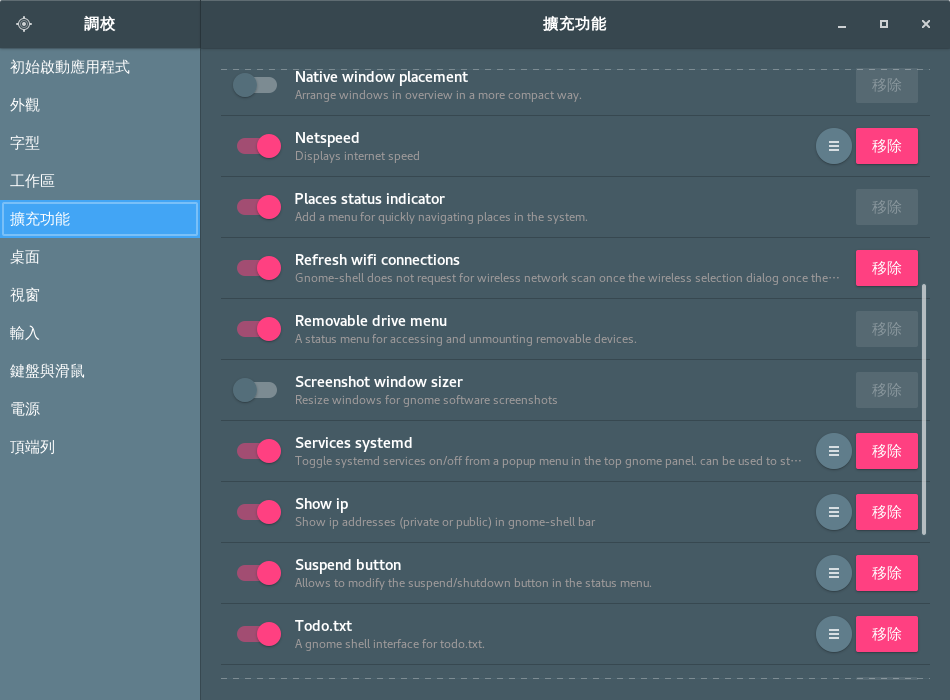 調校
擴充功能
初始啟動應用程式
外觀
字型
工作區
擴充功能
桌面
視窗
輸入
鍵盤與滑鼠
電源
頂端列
Native window placement
Arrange windows in overview in a more compact way.
移除
Netspeed
Displays internet speed
移除
Places status indicator
Add a menu for quickly navigating places in the system.
移除
Refresh wifi connections
Gnome-shell does not request for wireless network scan once the wireless selection dialog once the…
移除
Removable drive menu
A status menu for accessing and unmounting removable devices.
移除
Screenshot window sizer
Resize windows for gnome software screenshots
移除
Services systemd
Toggle systemd services on/off from a popup menu in the top gnome panel. can be used to st…
移除
Show ip
Show ip addresses (private or public) in gnome-shell bar
移除
Suspend button
Allows to modify the suspend/shutdown button in the status menu.
移除
Todo.txt
A gnome shell interface for todo.txt.
移除